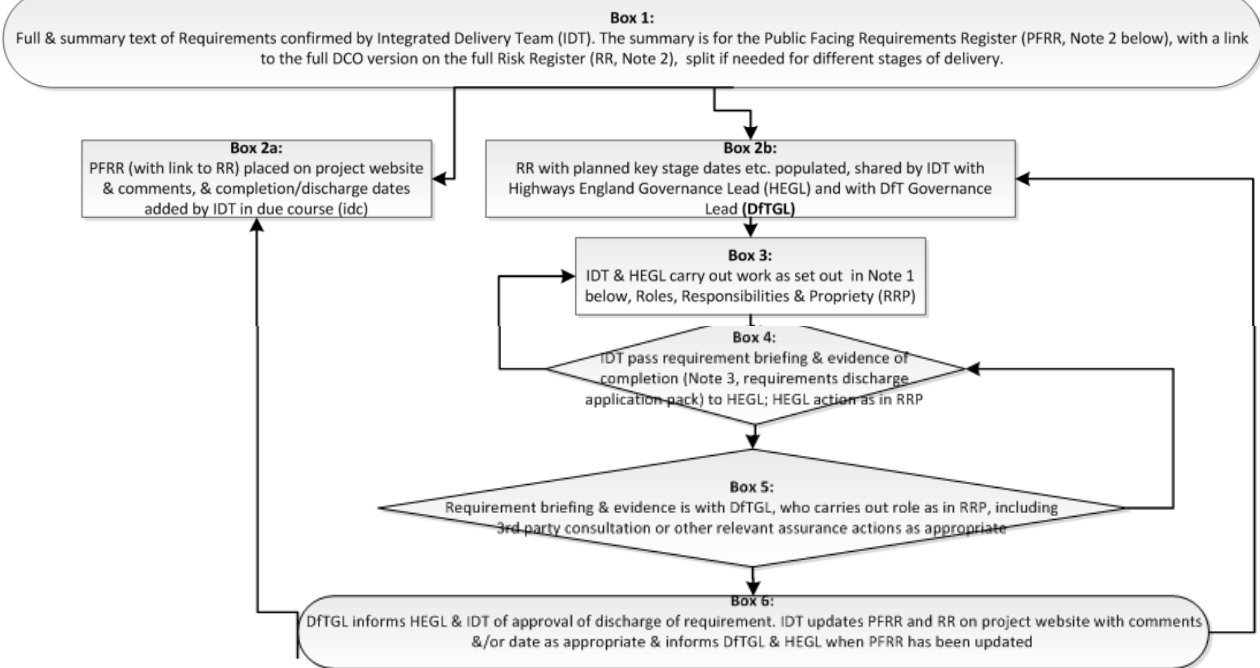 Box 1:
Full & summary text of Requirements confirmed by Integrated Delivery Team (IDT). The summary is for the Public Facing Requirements Register (PFRR, Note 2 below), with a link
to the full DCO version on the full Risk Register (RR, Note 2), split if needed for different stages of delivery.
Box 2a:
PFRR (with link to RR) placed on project website
& comments, & completion/discharge dates
added by IDT in due course (idc)
Box 2b:
RR with planned key stage dates etc. populated, shared by IDT with
Highways England Governance Lead (HEGL) and with DfT Governance
Lead (DfTGL)
Box 3:
IDT & HEGL carry out work as set out in Note 1
below, Roles, Responsibilities & Propriety (RRP)
Box 4:
IDT pass requirement briefing & evidence of
completion (Note 3, requirements discharge
application pack) to HEGL; HEGL action as in RRP
Box 5:
Requirement briefing & evidence is with DfTGL, who carries out role as in RRP, including
3rd party consultation or other relevant assurance actions as appropriate
Box 6:
DfTGL informs HEGL & IDT of approval of discharge of requirement. IDT updates PFRR and RR on project website with comments
&/or date as appropriate & informs DfTGL & HEGL when PFRR has been updated